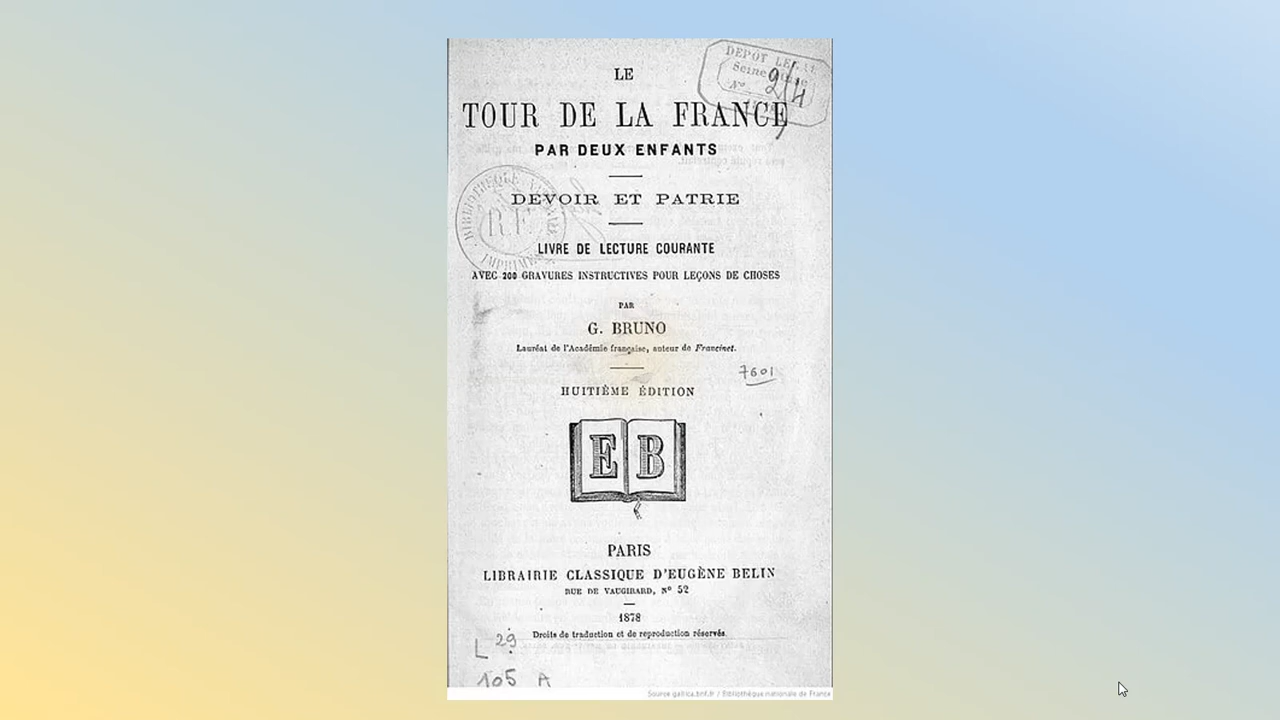 LE
TOUR DE LA FRANCE
PAR DEUX ENFANTS
DEVOIR ET PATRIE
LIVRE DE LECTURE COURANTE
AVEC 200 GRAVURES INSTRUCTIVES POUR LEÇONS DE CHOSES
PAR
G. BRUNO
Lauréat de l'Académie française, auteur de Francinet.
7601
HUITIÈME ÉDITION
E B
PARIS
LIBRAIRIE CLASSIQUE D'EUGÈNE BELIN
RUE DE VAUGIRARD, Nº 52
1878
Droits de traduction et de reproduction réservés.
L 29
105 A
Source gallica.bnf.fr / Bibliothèque nationale de France
DEPOT
Seine
Nº
R.F.
IMPRIMÉS